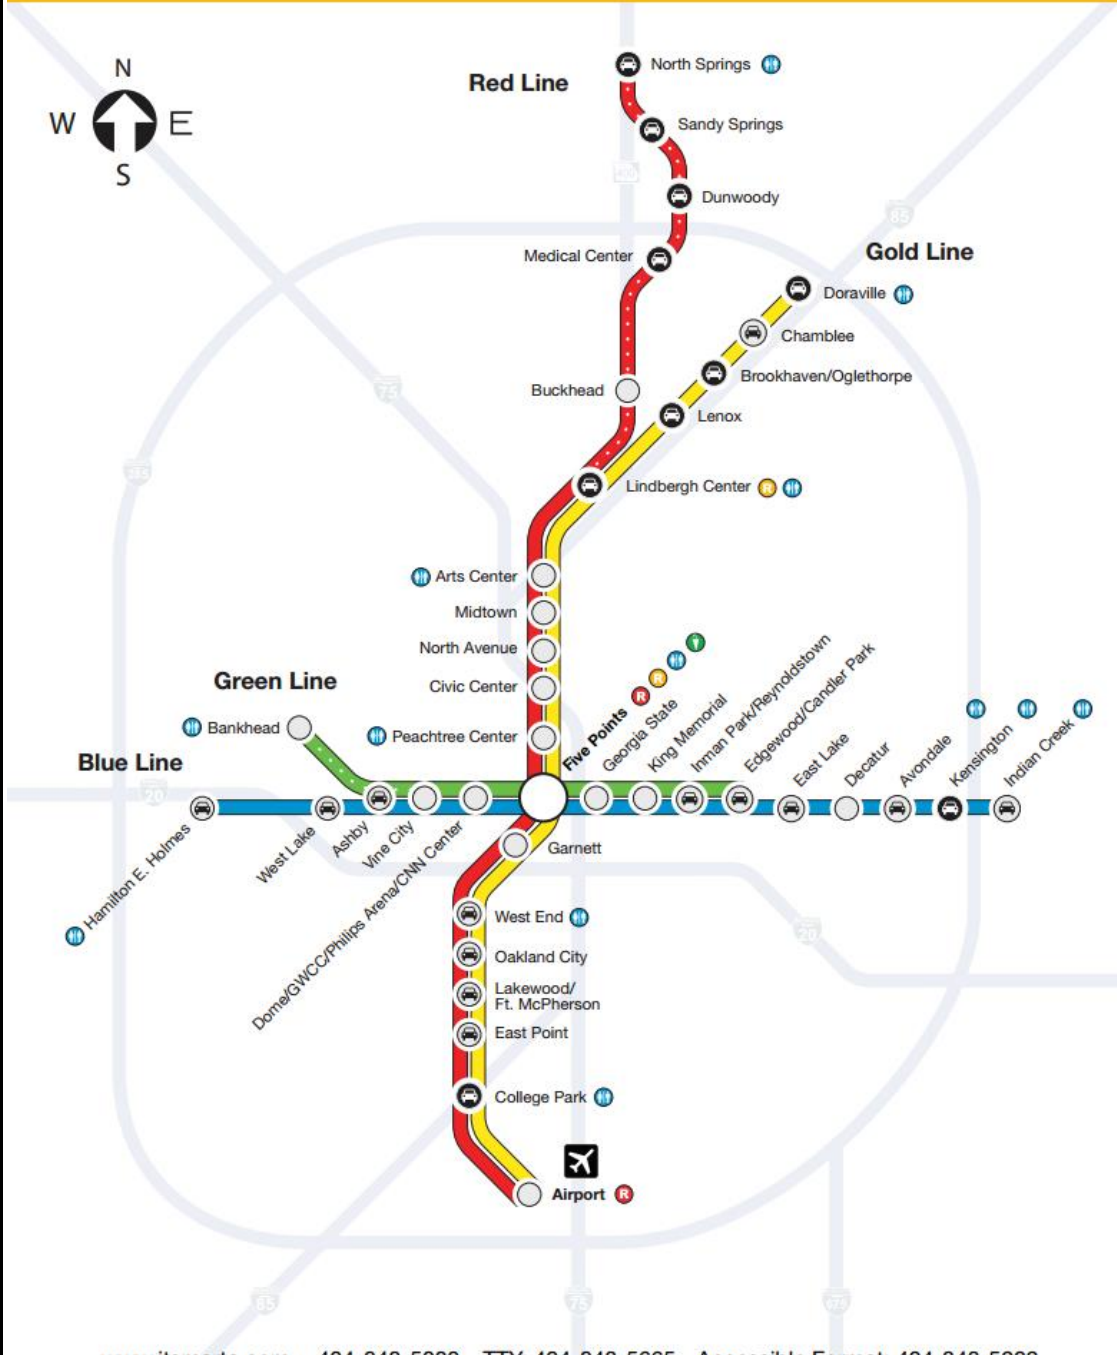 N
W E
S
Red Line
North Springs
Sandy Springs
400
Dunwoody
85
Medical Center
Gold Line
Doraville
Chamble​e
Buckhead
Brookhaven/Oglethorpe
75
Lenox
285
Lindbergh Center R
Arts Center
Midtown
North Avenue
Civic Center
Peachtree Center
Green Line
Bankhead
Blue Line
20
Five Points R R
Georgia State
King Memorial
Inman Park/Reynoldstown
Edgewood/Candler Park
East Lake
Decatur
Avondale
Kensington
Indian Creek
Hamilton E. Holmes
West Lake
Ashby
Vine City
Dome/GWCC/Philips Arena/CNN Center
Garnett
West End
20
Oakland City
Lakewood/
Ft. McPherson
East Point
College Park
Airport R
85
75
675